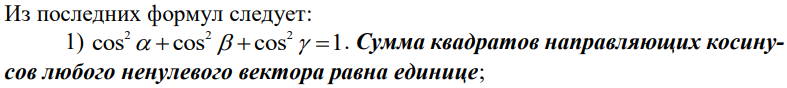 Из последних формул следует:
1) cos² α + cos² β + cos² γ = 1. Сумма квадратов направляющих косину-
сов любого ненулевого вектора равна единице;